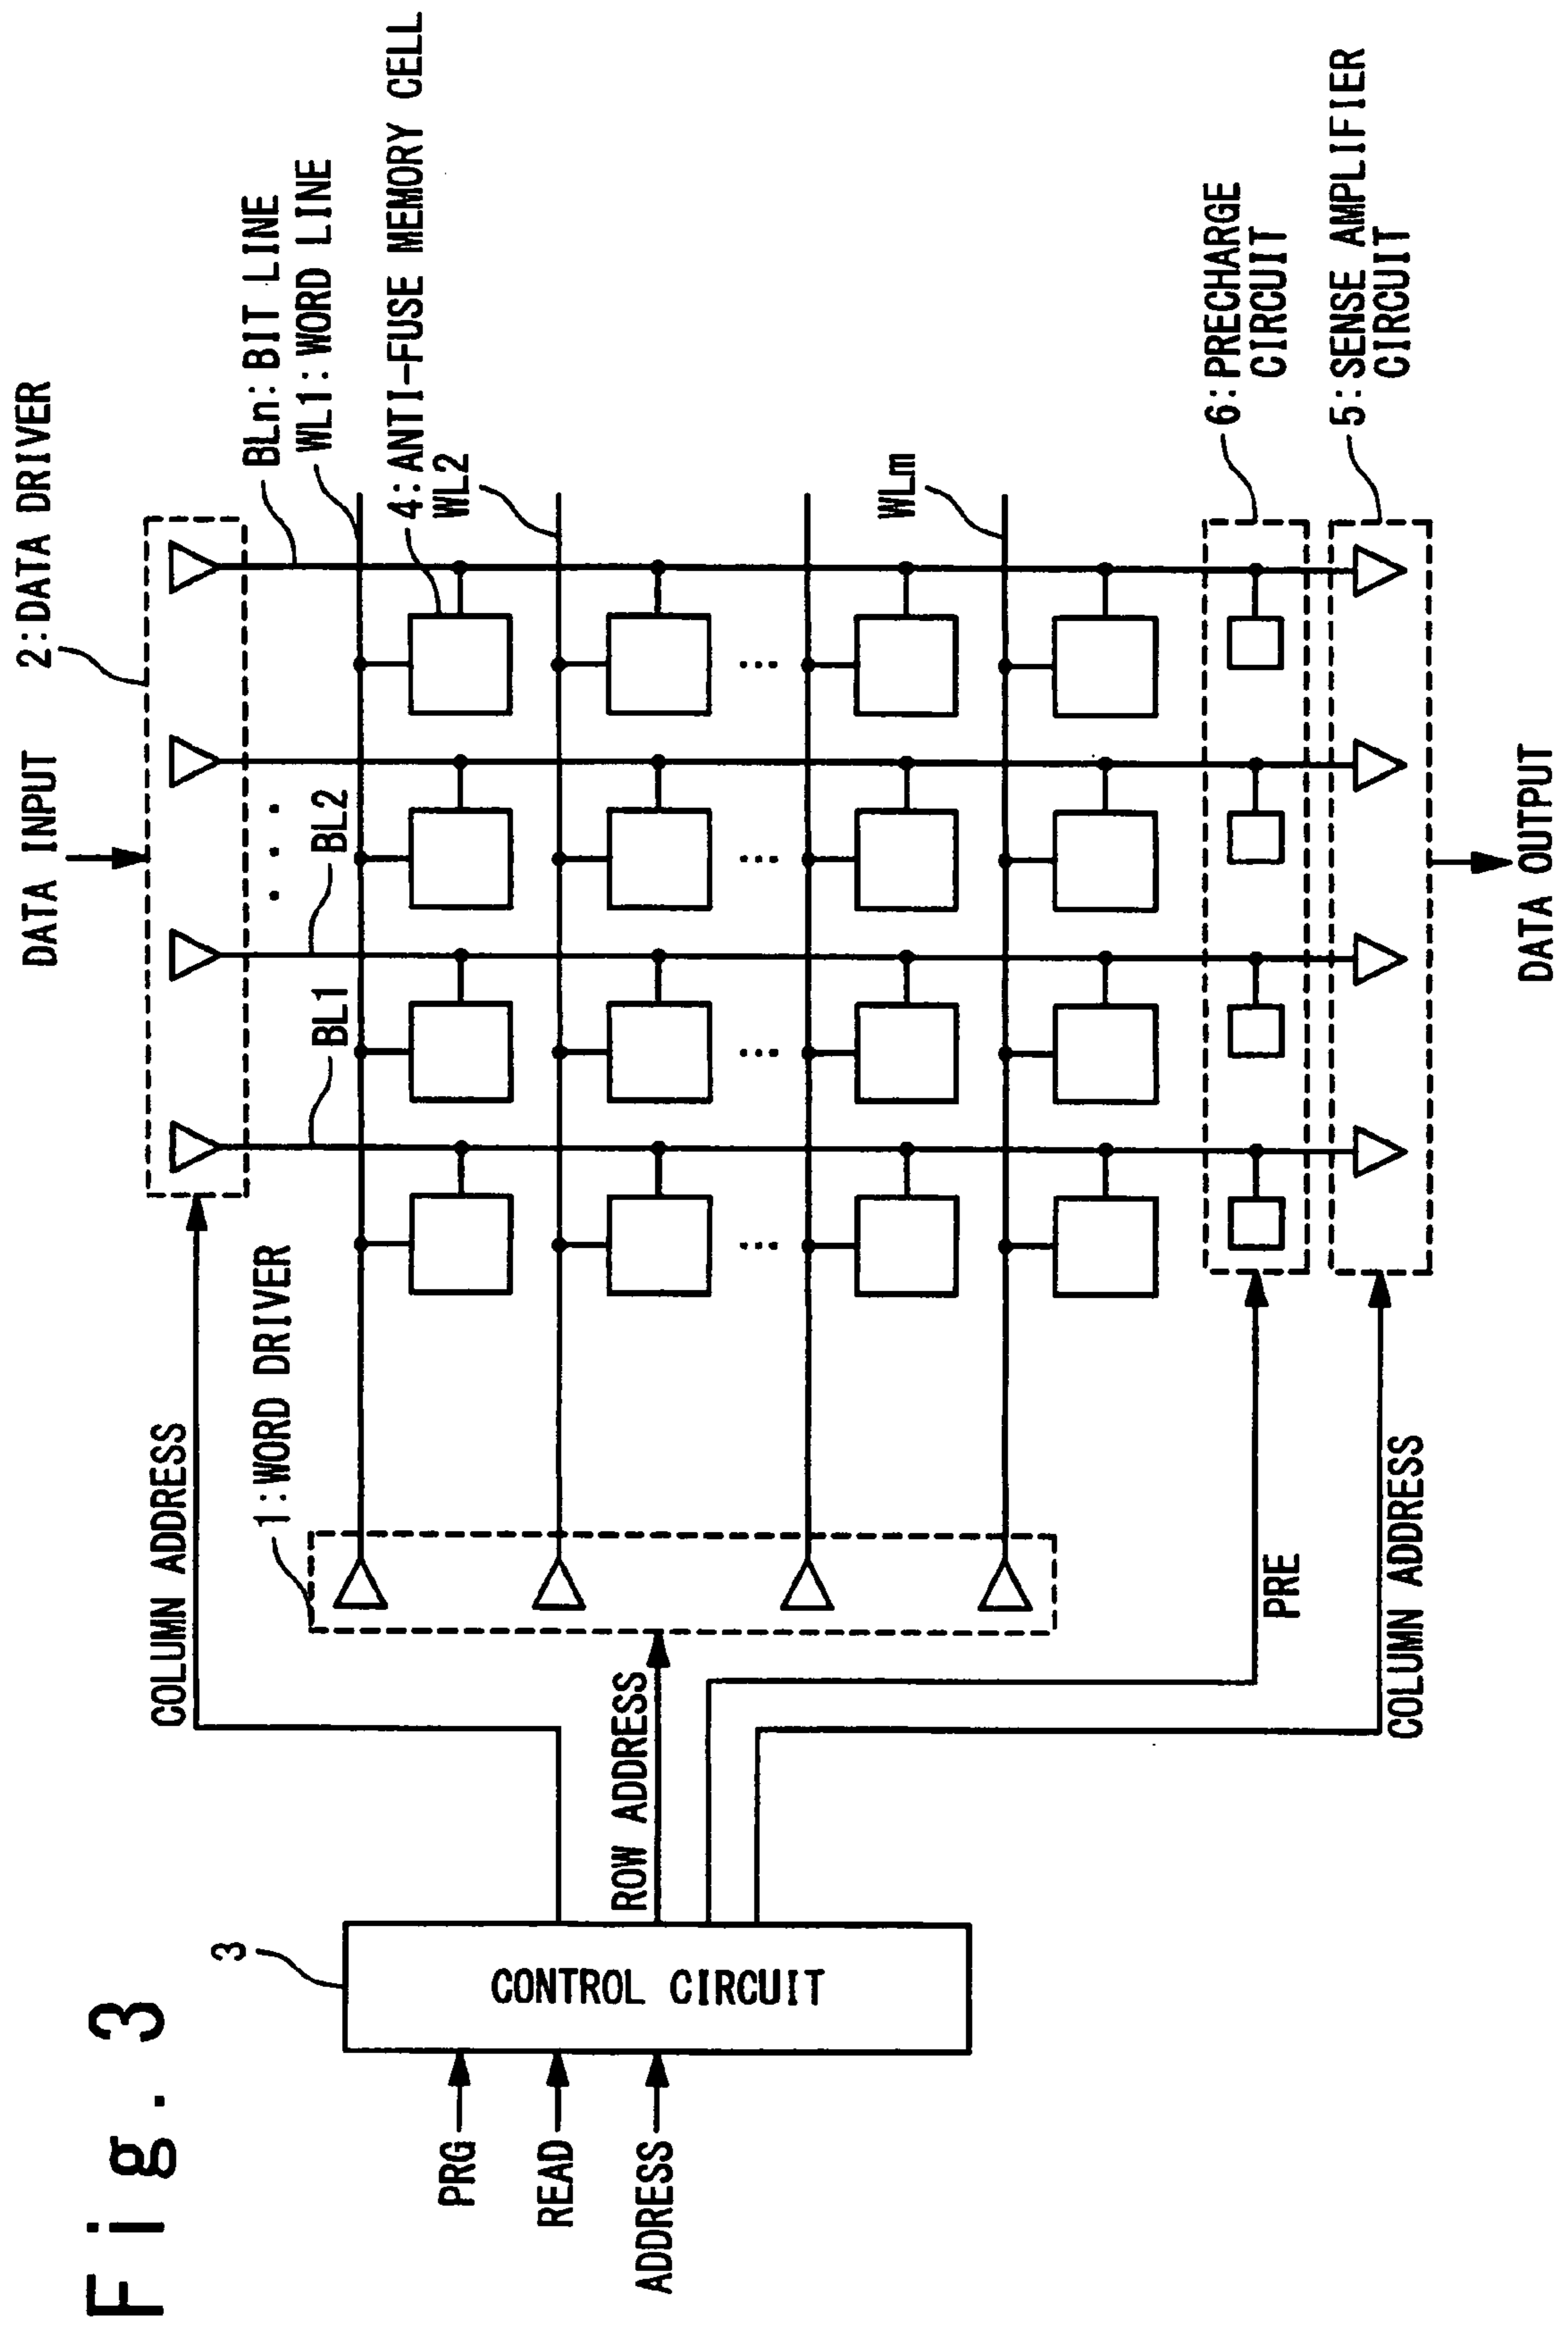 Fig. 3
DATA INPUT
2:DATA DRIVER
COLUMN ADDRESS
BLn:BIT LINE
WL1:WORD LINE
1:WORD DRIVER
BL1
BL2
4:ANTI-FUSE MEMORY CELL
WL2
3
CONTROL CIRCUIT
PRG
READ
ADDRESS
ROW ADDRESS
WLm
6:PRECHARGE
CIRCUIT
PRE
5:SENSE AMPLIFIER
CIRCUIT
COLUMN ADDRESS
DATA OUTPUT